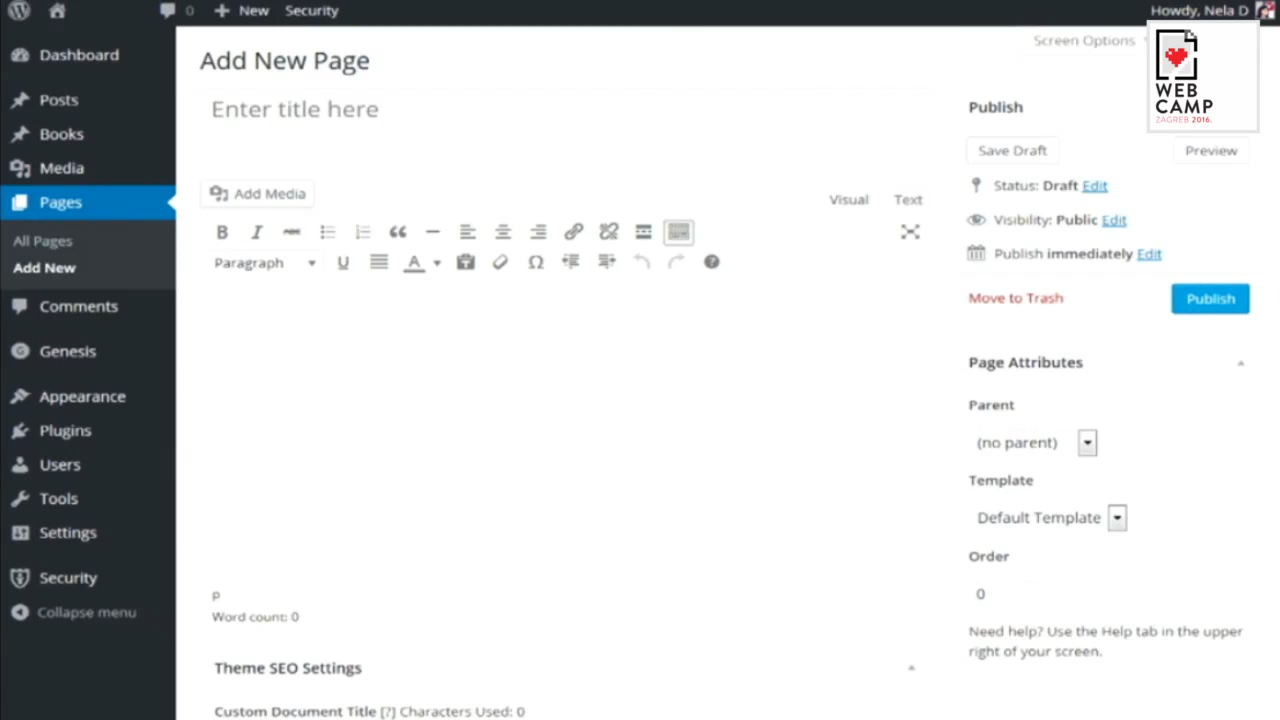 0
New
Security
Howdy, Nela D
Dashboard
Posts
Books
Media
Pages
All Pages
Add New
Comments
Genesis
Appearance
Plugins
Users
Tools
Settings
Security
Collapse menu
Screen Options
Add New Page
Enter title here
Add Media
Visual
Text
B I ABC
Paragraph U A
p
Word count: 0
Theme SEO Settings
Custom Document Title [?] Characters Used: 0
WEB
CAMP
ZAGREB 2016.
Publish
Save Draft
Preview
Status: Draft Edit
Visibility: Public Edit
Publish immediately Edit
Move to Trash
Publish
Page Attributes
Parent
(no parent)
Template
Default Template
Order
0
Need help? Use the Help tab in the upper
right of your screen.